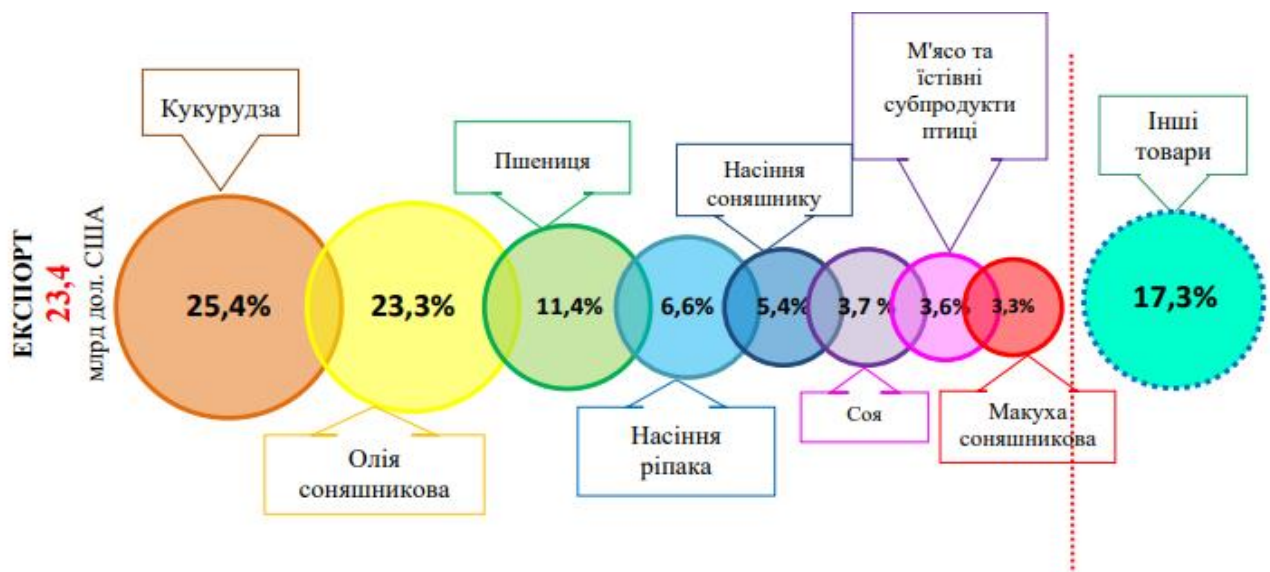 ЕКСПОРТ
23,4
млрд дол. США
Кукурудза
25,4%
23,3%
Олія
соняшникова
Пшениця
11,4%
6,6%
Насіння
ріпака
Насіння
соняшнику
5,4%
3,7 %
Соя
М'ясо та
їстівні
субпродукти
птиці
3,6%
3,3%
Макуха
соняшникова
Інші
товари
17,3%